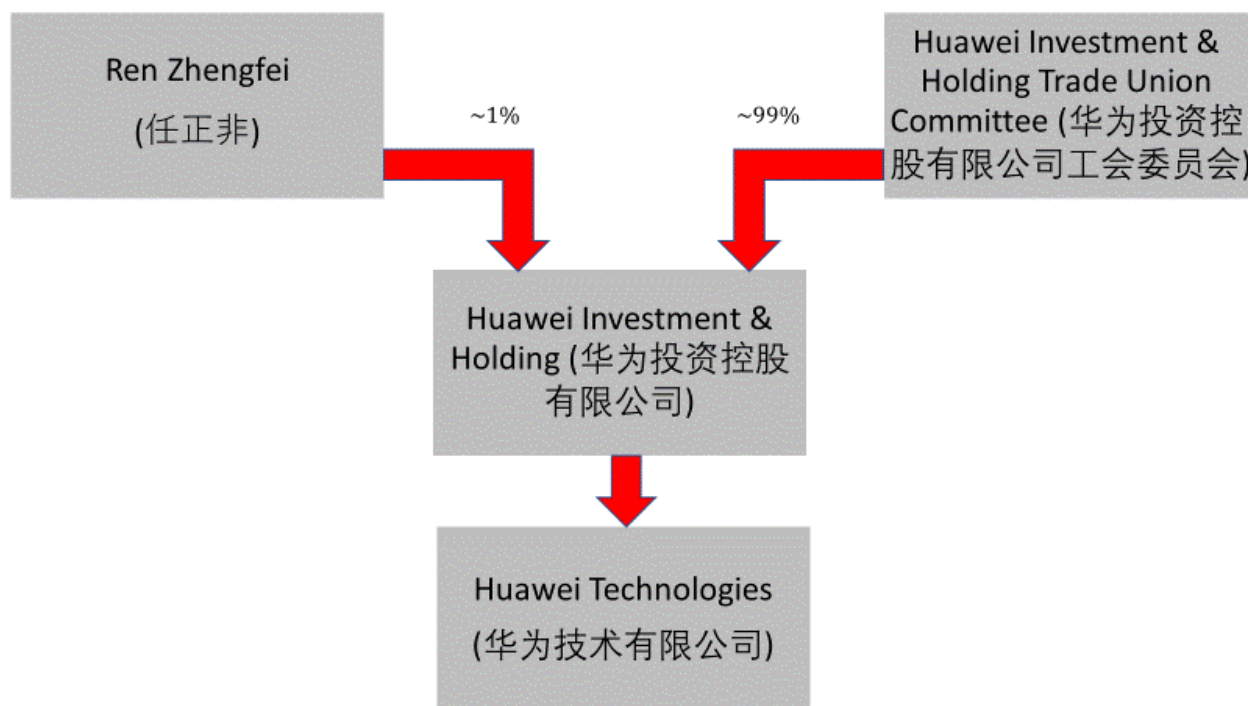 Ren Zhengfei
(任正非)
~1%
~99%
Huawei Investment &
Holding Trade Union
Committee (华为投资控
股有限公司工会委员会)
Huawei Investment &
Holding (华为投资控股
有限公司)
Huawei Technologies
(华为技术有限公司)